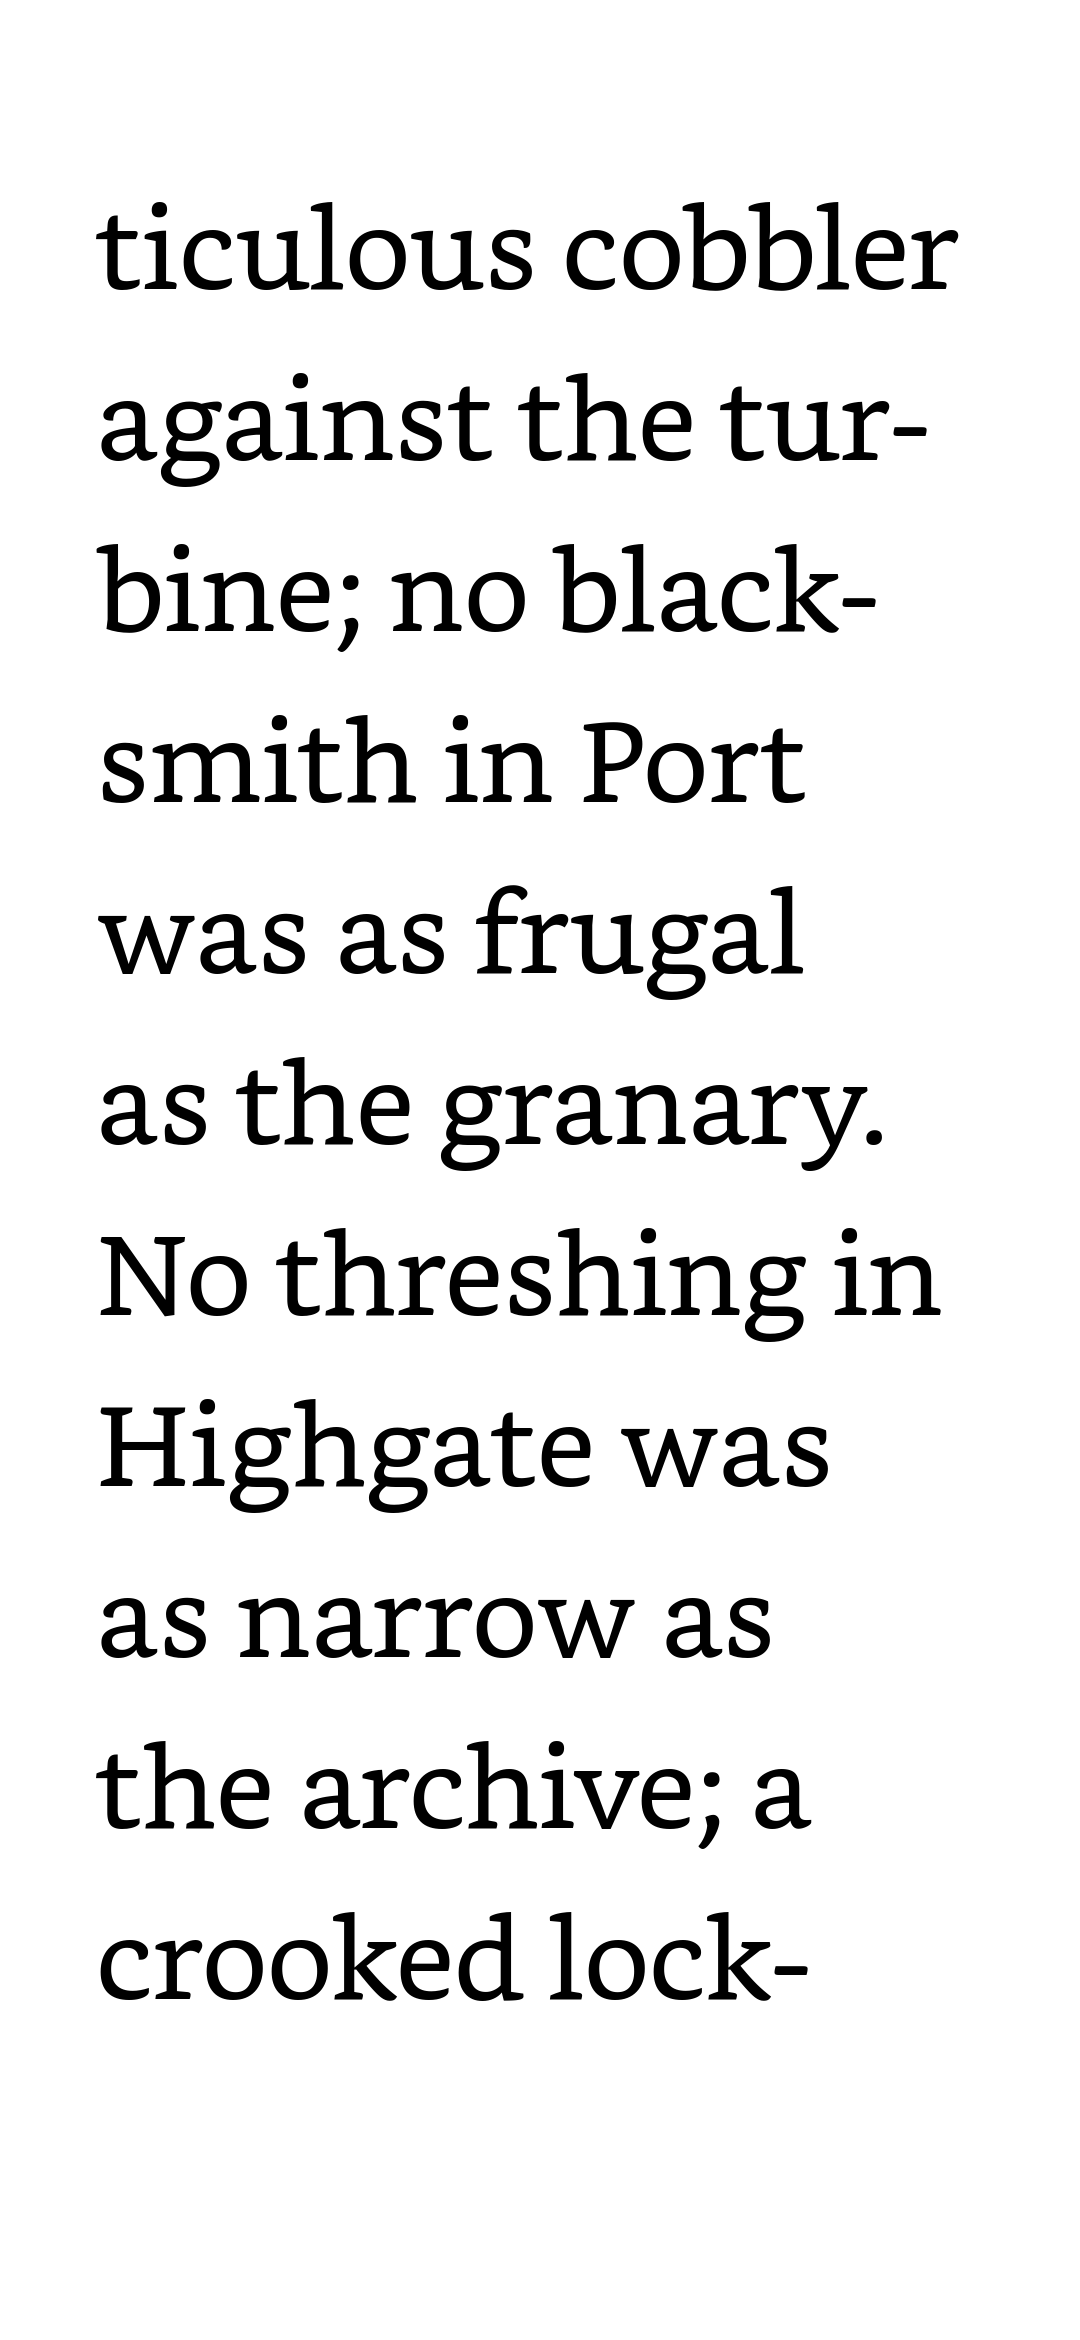 ticulous cobbler
against the tur-
bine; no black-
smith in Port
was as frugal
as the granary.
No threshing in
Highgate was
as narrow as
the archive; a
crooked lock-